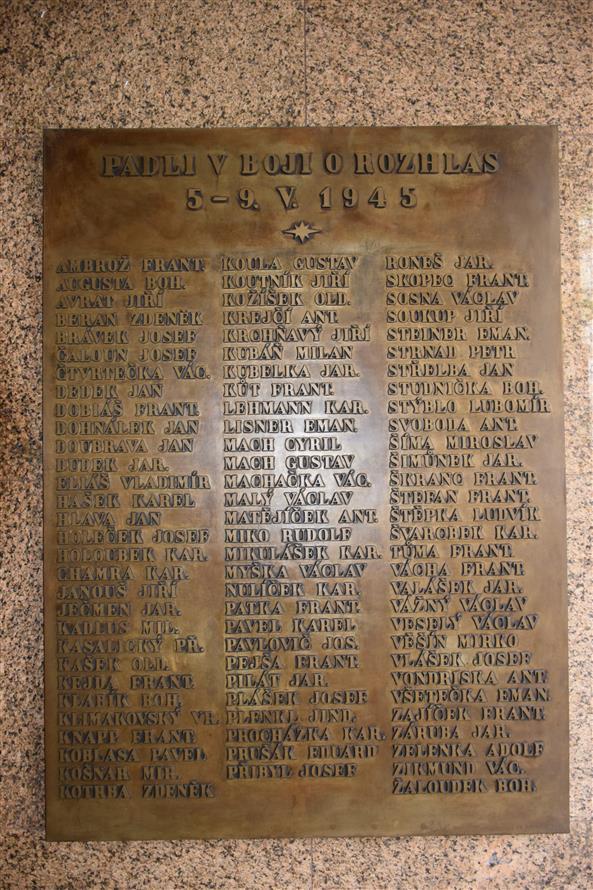 PADLI V BOJI O ROZHLAS
5-9. V. 1945
AMBROŽ FRANT.
AUGUSTA BOH.
AVRAT JIŘÍ
BERAN ZDENĚK
BRÁVEK JOSEF
ČALOUN JOSEF
ČTVRTEČKA VÁC.
DEDEK JAN
DOBIÁŠ FRANT.
DOHNÁLEK JAN
DOUBRAVA JAN
DUDEK JAR.
ELIÁŠ VLADIMÍR
HAŠEK KAREL
HLAVA JAN
HOLEČEK JOSEF
HOLOUBEK KAR.
CHAMRA KAR.
JANOUŠ JIŘÍ
JEČMEN JAR.
KALLUS MIL.
KASALICKÝ PŘ.
KAŠEK OLD.
KEJDA FRANT.
KLABÍK BOH.
KLIMAKOVSKÝ VR.
KNAPP FRANT.
KOBLASA PAVEL
KOŠNAR MIR.
KOTRBA ZDENĚK
KOULA GUSTAV
KOUTNÍK JIŘÍ
KOŽÍŠEK OLD.
KREJČÍ ANT.
KRCHŇAVÝ JIŘÍ
KUBÁŇ MILAN
KUBELKA JAR.
KŮT FRANT.
LEHMANN KAR.
LISNER EMAN.
MACH CYRIL
MACH GUSTAV
MACHAČKA VÁC.
MALÝ VÁCLAV
MATĚJÍČEK ANT.
MIKO RUDOLF
MIKULÁŠEK KAR.
MYŠKA VÁCLAV
NULÍČEK KAR.
PATKA FRANT.
PAVEL KAREL
PAVLOVIČ JOS.
PEJŠA FRANT.
PILÁT JAR.
PLÁŠEK JOSEF
PLENKL JIND.
PROCHÁZKA KAR.
PRUŠÁK EDUARD
PŘIBYL JOSEF
RONEŠ JAR.
SKOPEC FRANT.
SOSNA VÁCLAV
SOUKUP JIŘÍ
STEINER EMAN.
STRNAD PETR
STŘELBA JAN
STUDNIČKA BOH.
STÝBLO LUBOMÍR
SVOBODA ANT.
ŠÍMA MIROSLAV
ŠIMŮNEK JAR.
ŠKRANC FRANT.
ŠTEFAN FRANT.
ŠTĚPKA LUDVÍK
ŠVARCBEK KAR.
TŮMA FRANT.
VÁCHA FRANT.
VALÁŠEK JAR.
VÁŽNÝ VÁCLAV
VESELÝ VÁCLAV
VĚŠÍN MIRKO
VLÁŠEK JOSEF
VONDRISKA ANT.
VŠETEČKA EMAN.
ZAJÍČEK FRANT.
ZÁRUBA JAR.
ZELENKA ADOLF
ZIKMUND VÁC.
ŽALOUDEK BOH.